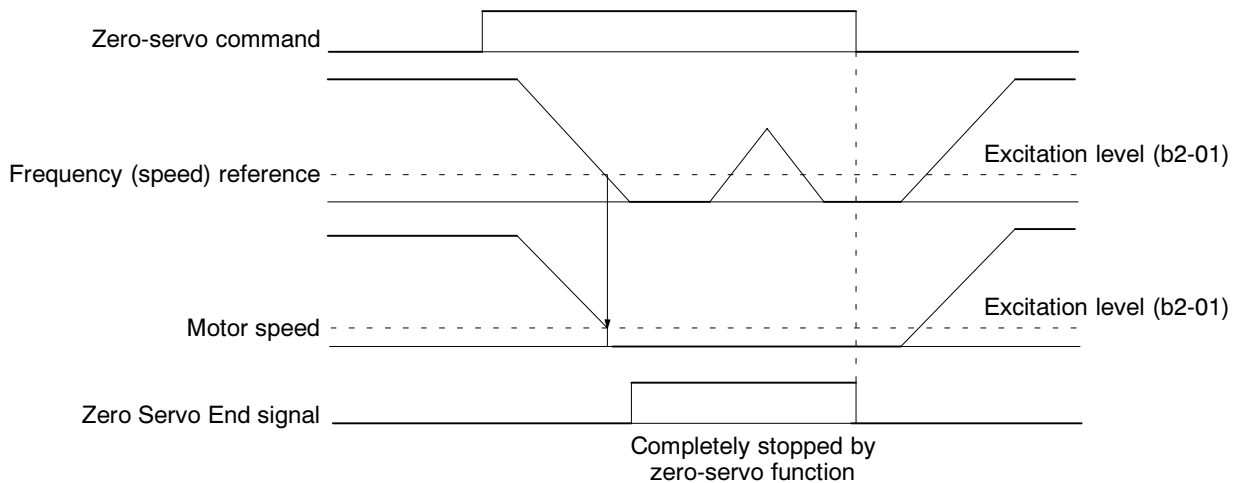 Zero-servo command
Excitation level (b2-01)
Frequency (speed) reference
Excitation level (b2-01)
Motor speed
Zero Servo End signal
Completely stopped by
zero-servo function